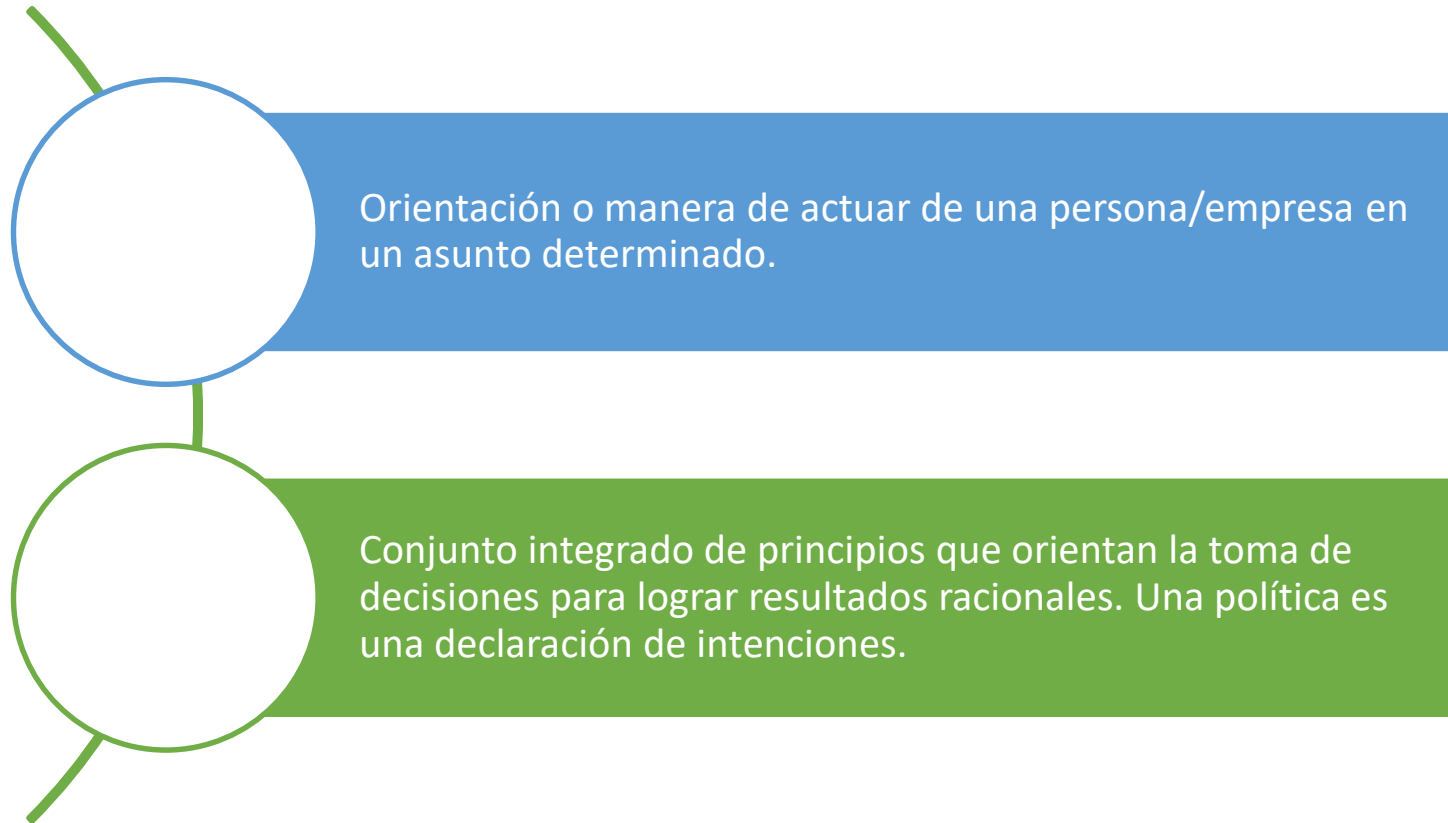 Orientación o manera de actuar de una persona/empresa en
un asunto determinado.
Conjunto integrado de principios que orientan la toma de
decisiones para lograr resultados racionales. Una política es
una declaración de intenciones.